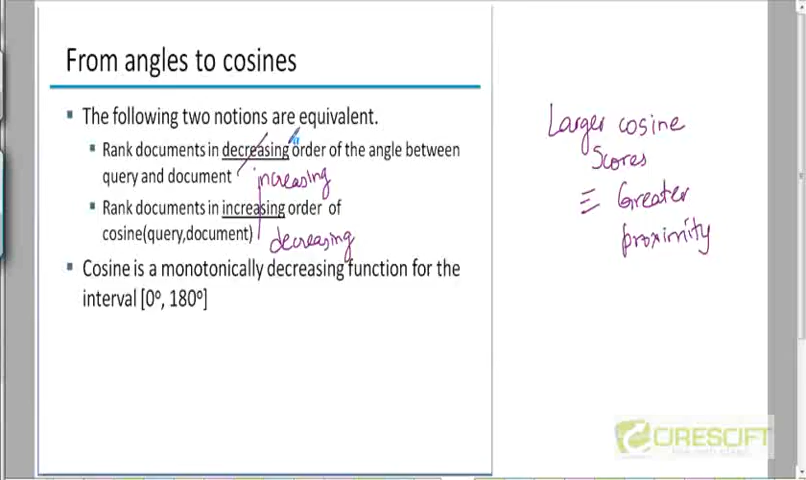 From angles to cosines
▪ The following two notions are equivalent.
▪ Rank documents in decreasing order of the angle between
query and document
increasing
▪ Rank documents in increasing order of
cosine(query,document)
decreasing
▪ Cosine is a monotonically decreasing function for the
interval [0º, 180º]
Larger cosine
Scores
≡ Greater
proximity
CIRESCIFT